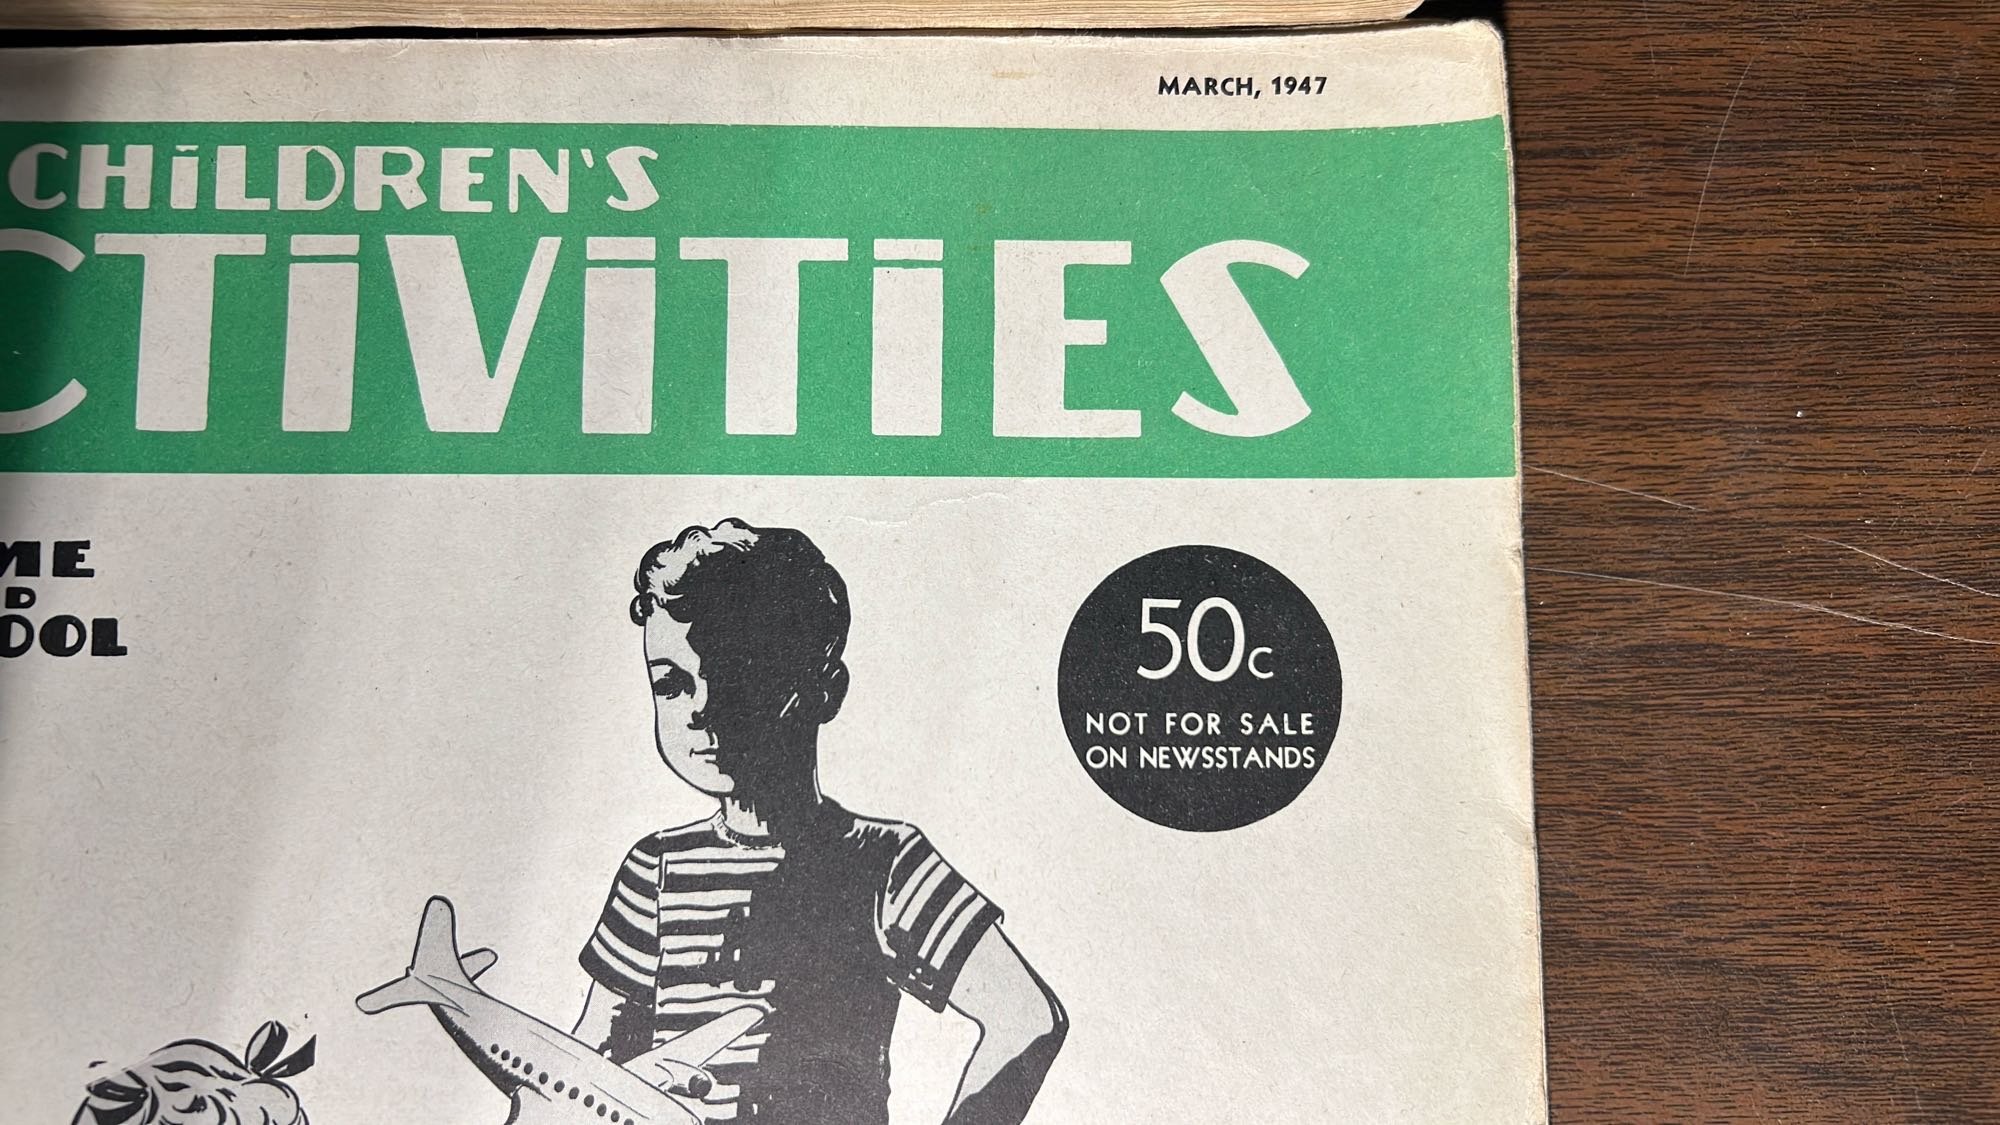 MARCH, 1947
CHILDREN'S
CTIVITIES
ME
D
OOL
50c
NOT FOR SALE
ON NEWSSTANDS